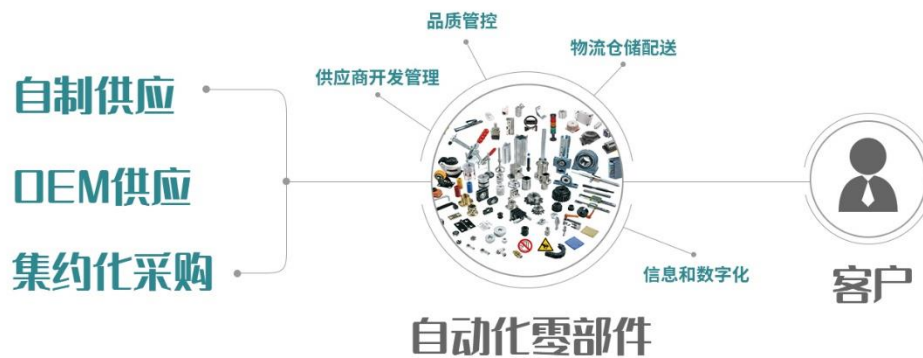 品质管控
物流仓储配送
供应商开发管理
自制供应
OEM供应
集约化采购
信息和数字化
客户
自动化零部件